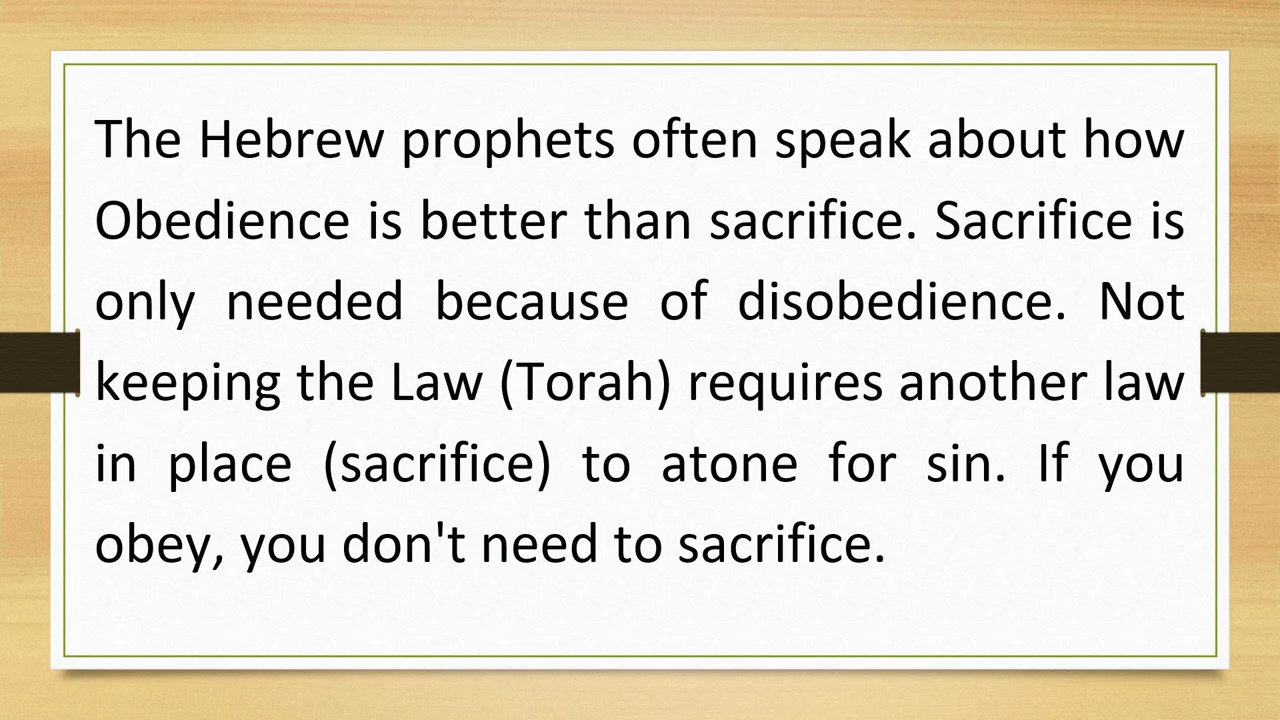 The Hebrew prophets often speak about how
Obedience is better than sacrifice. Sacrifice is
only needed because of disobedience. Not
keeping the Law (Torah) requires another law
in place (sacrifice) to atone for sin. If you
obey, you don't need to sacrifice.